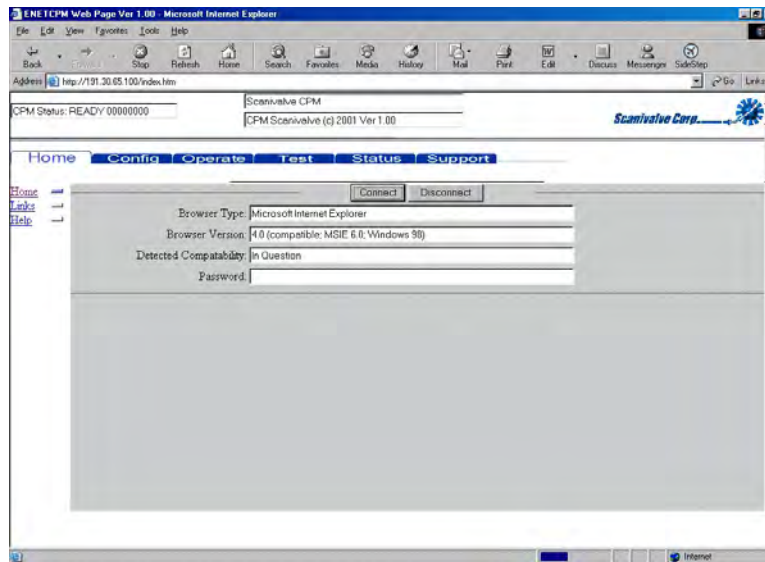 ENETCPM Web Page Ver 1.00 - Microsoft Internet Explorer
File Edit View Favorites Tools Help
Back Stop Refresh Home Search Favorites Media History Mail Print Edit Discuss Messenger SideStep
Address http://191.30.65.100/index.htm Go Links
CPM Status: READY 00000000
Scanivalve CPM
CPM Scanivalve (c) 2001 Ver 1.00
Scanivalve Corp.
Home Config Operate Test Status Support
Home
Links
Help
Connect Disconnect
Browser Type: Microsoft Internet Explorer
Browser Version: 4.0 (compatible; MSIE 6.0; Windows 98)
Detected Compatability: In Question
Password:
Internet